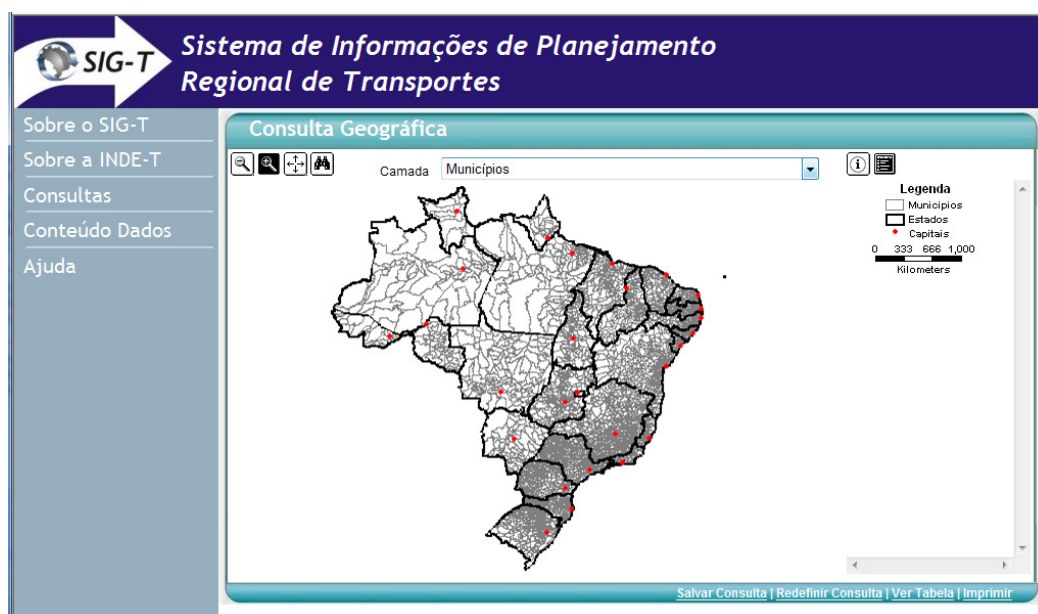 SIG-T
Sistema de Informações de Planejamento
Regional de Transportes
Sobre o SIG-T
Sobre a INDE-T
Consultas
Conteúdo Dados
Ajuda
Consulta Geográfica
Camada Municípios
Legenda
Municipios
Estados
Capitais
0 333 666 1,000
Kilometers
Salvar Consulta | Redefinir Consulta | Ver Tabela | Imprimir